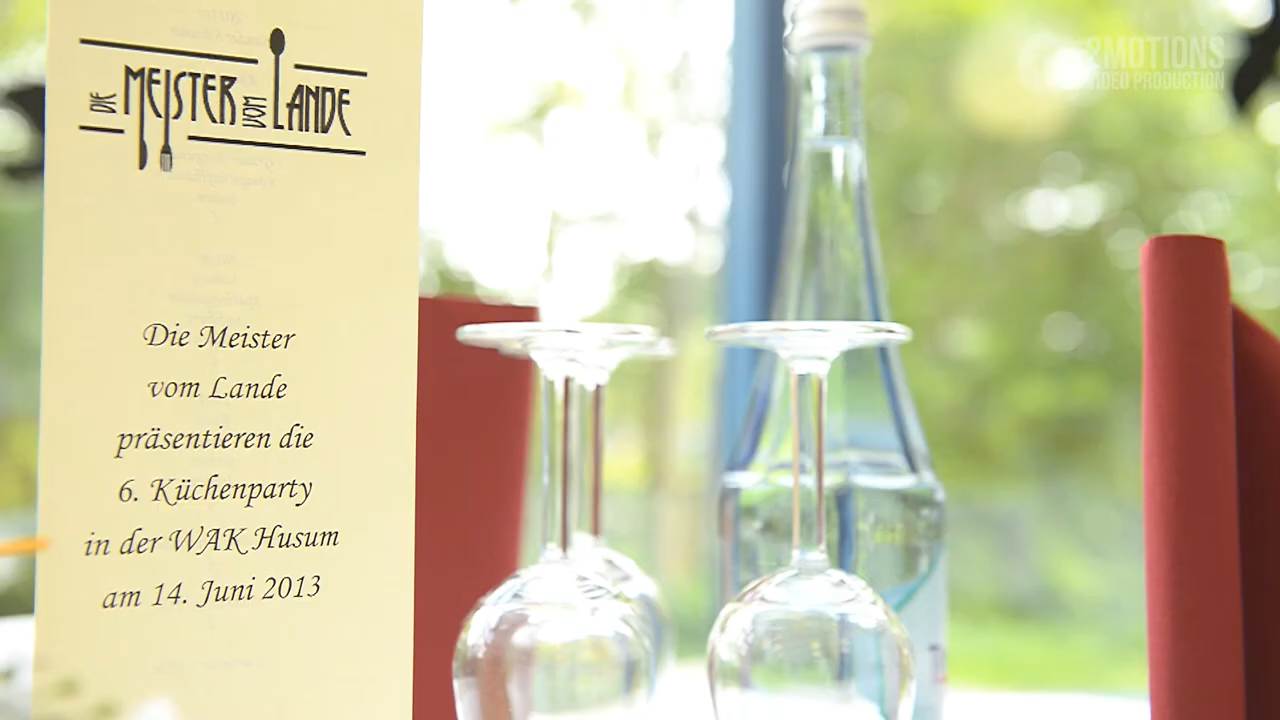 DIE MEISTER VOM LANDE
Die Meister
vom Lande
präsentieren die
6. Küchenparty
in der WAK Husum
am 14. Juni 2013
2MOTIONS
VIDEO PRODUCTION